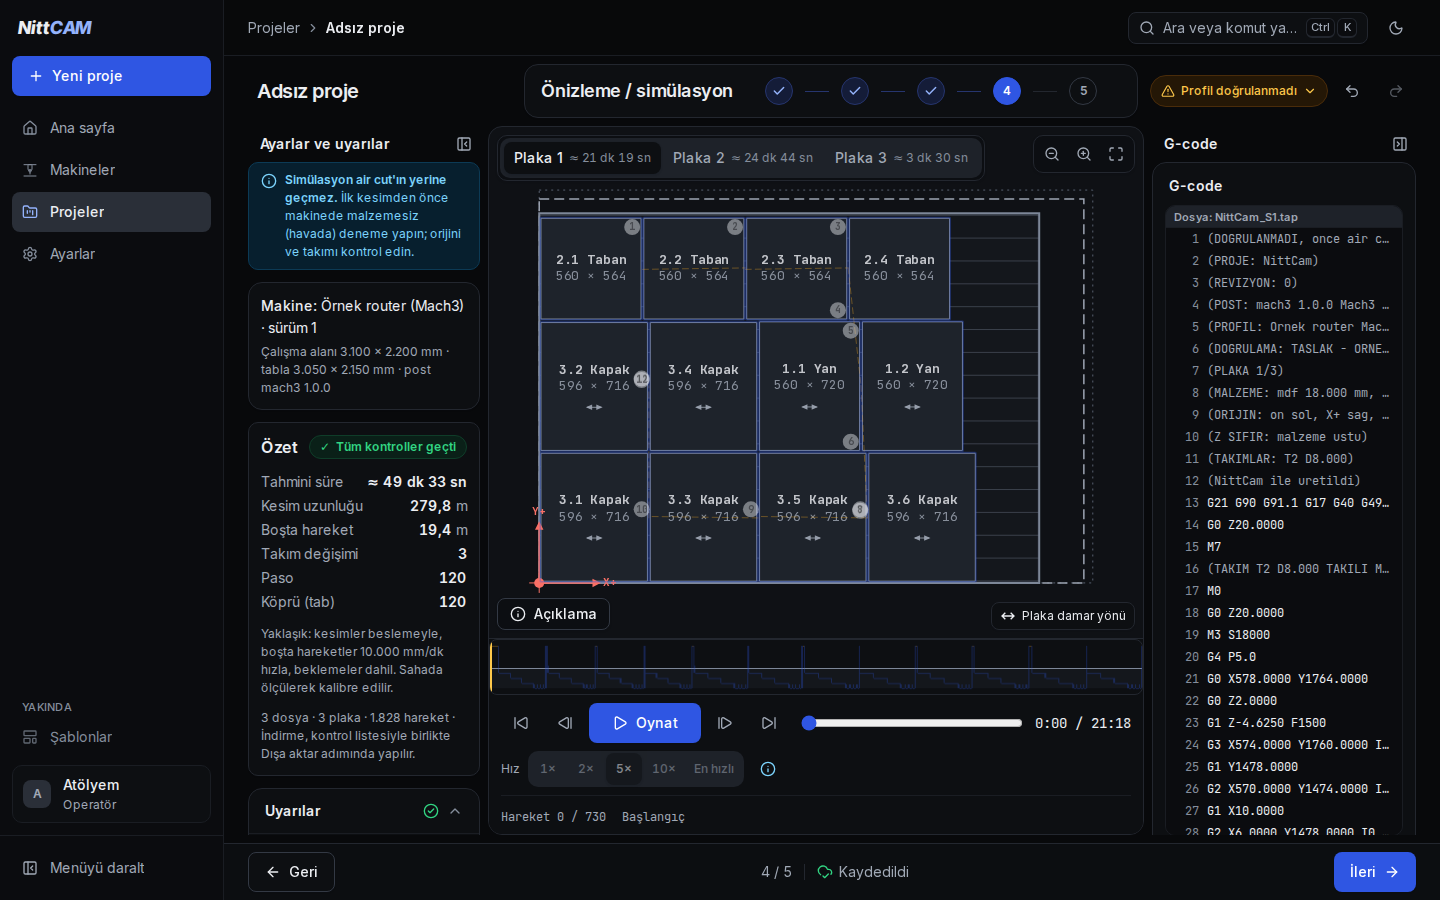 NittCAM
Yeni proje
Ana sayfa
Makineler
Projeler
Ayarlar
YAKINDA
Şablonlar
A
Atölyem
Operatör
Menüyü daralt
Projeler > Adsız proje
Ara veya komut ya… Ctrl K
Adsız proje
Önizleme / simülasyon
4
5
Profil doğrulanmadı
Ayarlar ve uyarılar
Simülasyon air cut'ın yerine
geçmez. İlk kesimden önce
makinede malzemesiz
(havada) deneme yapın; orijini
ve takımı kontrol edin.
Makine: Örnek router (Mach3)
· sürüm 1
Çalışma alanı 3.100 × 2.200 mm ·
tabla 3.050 × 2.150 mm · post
mach3 1.0.0
Özet
✓ Tüm kontroller geçti
Tahmini süre ≈ 49 dk 33 sn
Kesim uzunluğu 279,8 m
Boşta hareket 19,4 m
Takım değişimi 3
Paso 120
Köprü (tab) 120
Yaklaşık: kesimler beslemeyle,
boşta hareketler 10.000 mm/dk
hızla, beklemeler dahil. Sahada
ölçülerek kalibre edilir.
3 dosya · 3 plaka · 1.828 hareket ·
İndirme, kontrol listesiyle birlikte
Dışa aktar adımında yapılır.
Uyarılar
Plaka 1 ≈ 21 dk 19 sn
Plaka 2 ≈ 24 dk 44 sn
Plaka 3 ≈ 3 dk 30 sn
1
2
3
2.1 Taban
560 × 564
2.2 Taban
560 × 564
2.3 Taban
560 × 564
2.4 Taban
560 × 564
4
5
3.2 Kapak
596 × 716
12
3.4 Kapak
596 × 716
1.1 Yan
560 × 720
1.2 Yan
560 × 720
6
3.1 Kapak
596 × 716
10
3.3 Kapak
596 × 716
9
3.5 Kapak
596 × 716
8
3.6 Kapak
596 × 716
Y+
X+
Açıklama
Plaka damar yönü
Oynat
0:00 / 21:18
Hız 1× 2× 5× 10× En hızlı
Hareket 0 / 730 Başlangıç
G-code
G-code
Dosya: NittCam_S1.tap
1 (DOGRULANMADI, once air c…
2 (PROJE: NittCam)
3 (REVIZYON: 0)
4 (POST: mach3 1.0.0 Mach3 …
5 (PROFIL: Ornek router Mac…
6 (DOGRULAMA: TASLAK - ORNE…
7 (PLAKA 1/3)
8 (MALZEME: mdf 18.000 mm, …
9 (ORIJIN: on sol, X+ sag, …
10 (Z SIFIR: malzeme ustu)
11 (TAKIMLAR: T2 D8.000)
12 (NittCam ile uretildi)
13 G21 G90 G91.1 G17 G40 G49…
14 G0 Z20.0000
15 M7
16 (TAKIM T2 D8.000 TAKILI M…
17 M0
18 G0 Z20.0000
19 M3 S18000
20 G4 P5.0
21 G0 X578.0000 Y1764.0000
22 G0 Z2.0000
23 G1 Z-4.6250 F1500
24 G3 X574.0000 Y1760.0000 I…
25 G1 Y1478.0000
26 G2 X570.0000 Y1474.0000 I…
27 G1 X10.0000
28 G2 X6.0000 Y1478.0000 I0
Geri
4 / 5
Kaydedildi
İleri